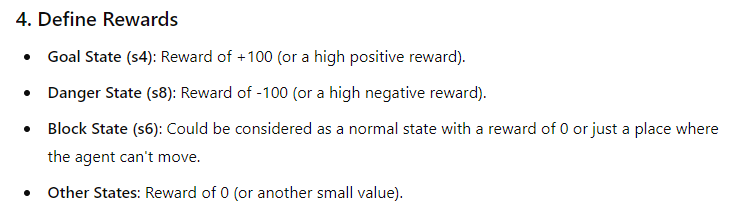 4. Define Rewards
• Goal State (s4): Reward of +100 (or a high positive reward).
• Danger State (s8): Reward of -100 (or a high negative reward).
• Block State (s6): Could be considered as a normal state with a reward of 0 or just a place where
the agent can't move.
• Other States: Reward of 0 (or another small value).